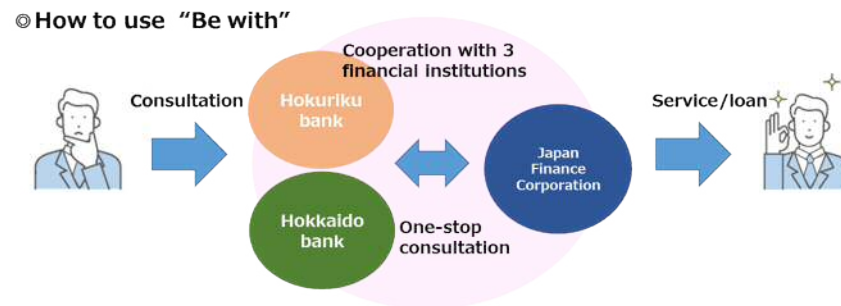 ◎How to use “Be with”
Cooperation with 3
financial institutions
Consultation
Hokuriku
bank
Service/loan
Japan
Finance
Corporation
Hokkaido
bank
One-stop
consultation